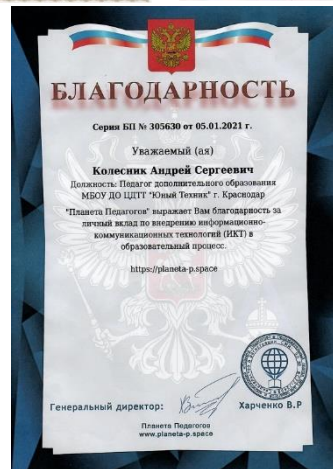 БЛАГОДАРНОСТЬ
Серия БП № 305630 от 05.01.2021 г.
Уважаемый (ая)
Колесник Андрей Сергеевич
Должность: Педагог дополнительного образования
МБОУ ДО ЦДТТ "Юный Техник" г. Краснодар
"Планета Педагогов" выражает Вам благодарность за
личный вклад по внедрению информационно-
коммуникационных технологий (ИКТ) в
образовательный процесс.
https://planeta-p.space
Генеральный директор:
Харченко В.Р
Планета Педагогов
www.planeta-p.space